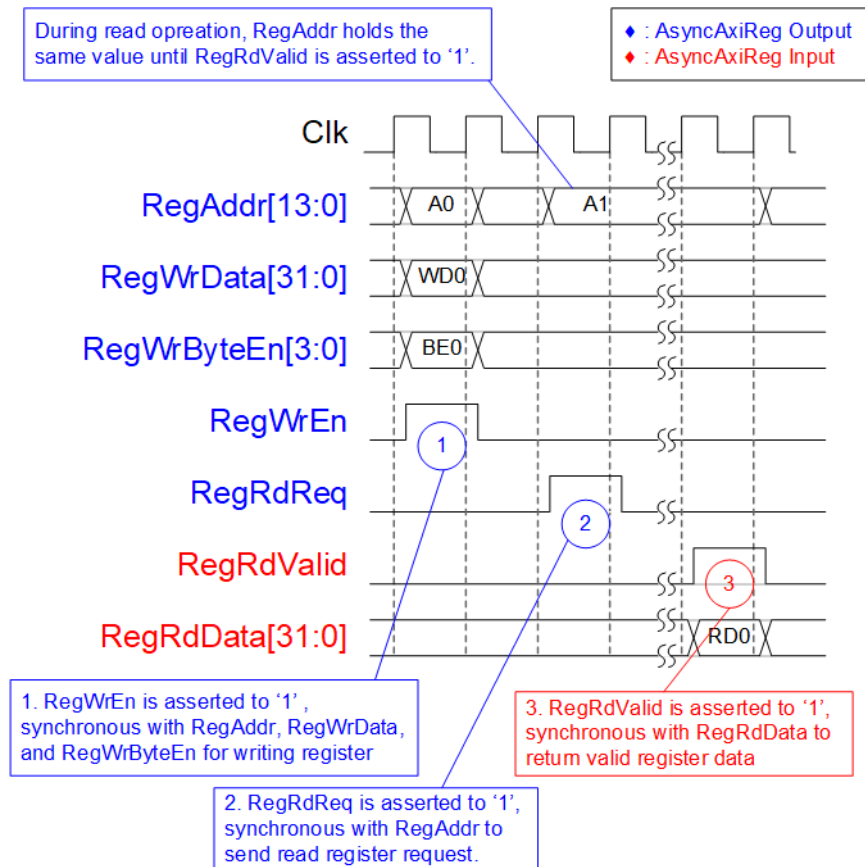 During read opreation, RegAddr holds the
same value until RegRdValid is asserted to ‘1’.
♦ : AsyncAxiReg Output
♦ : AsyncAxiReg Input
Clk
RegAddr[13:0]
A0
A1
RegWrData[31:0]
WD0
RegWrByteEn[3:0]
BE0
RegWrEn
1
RegRdReq
2
RegRdValid
3
RegRdData[31:0]
RD0
1. RegWrEn is asserted to ‘1’ ,
synchronous with RegAddr, RegWrData,
and RegWrByteEn for writing register
3. RegRdValid is asserted to ‘1’,
synchronous with RegRdData to
return valid register data
2. RegRdReq is asserted to ‘1’,
synchronous with RegAddr to
send read register request.